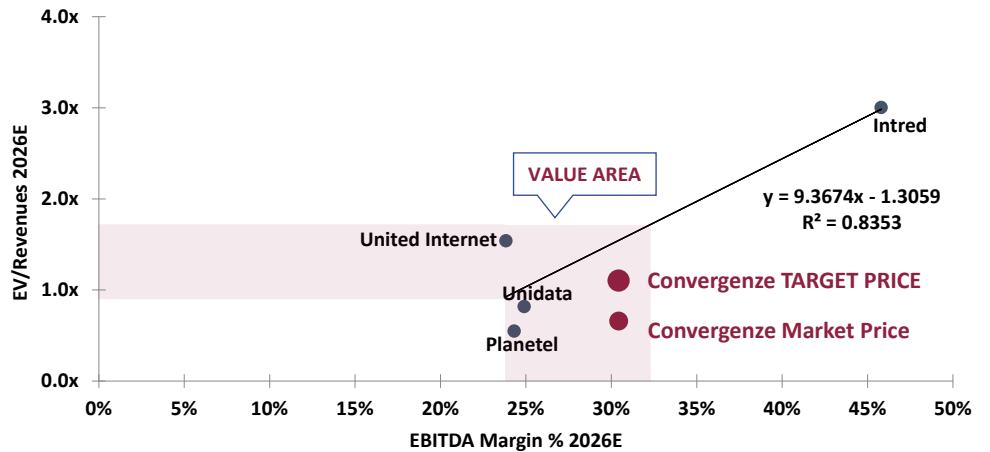 4.0x
3.0x
2.0x
1.0x
0.0x
EV/Revenues 2026E
Intred
VALUE AREA
y = 9.3674x - 1.3059
R² = 0.8353
United Internet
Convergenze TARGET PRICE
Unidata
Convergenze Market Price
Planetel
0% 5% 10% 15% 20% 25% 30% 35% 40% 45% 50%
EBITDA Margin % 2026E